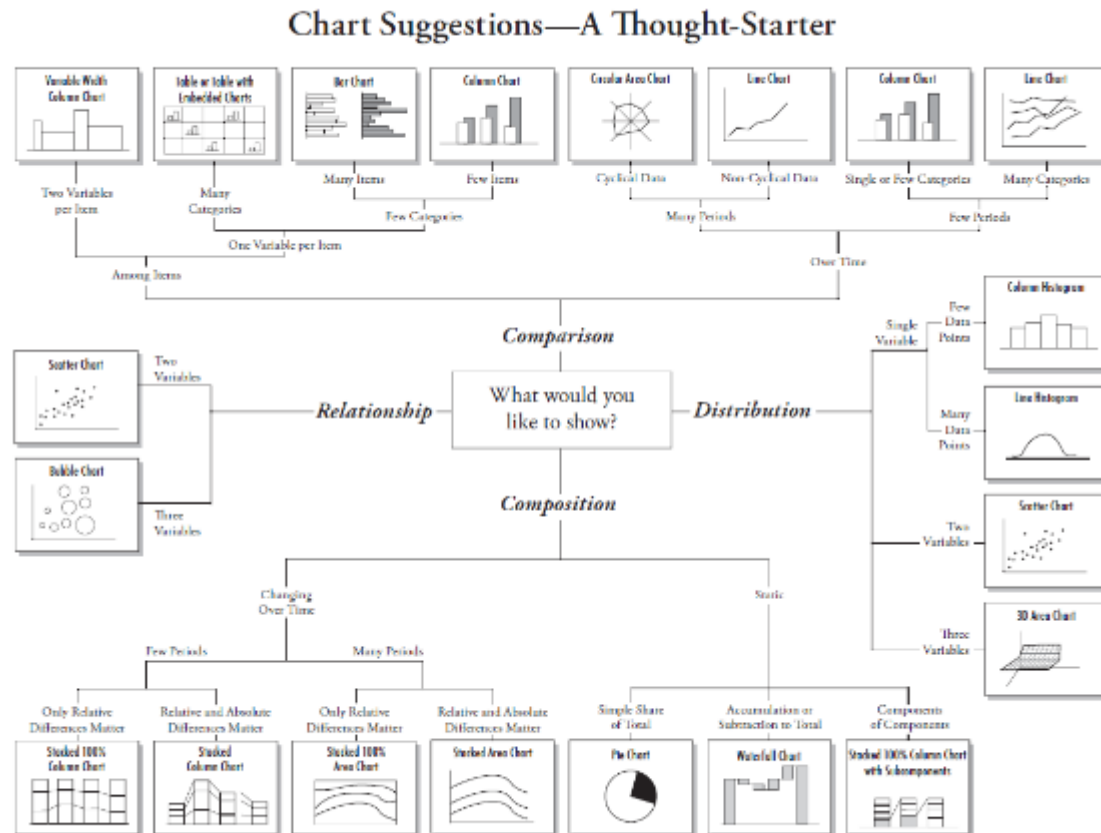 Chart Suggestions—A Thought-Starter
Variable Width
Column Chart
Table or Table with
Embedded Charts
Bar Chart
Column Chart
Circular Area Chart
Line Chart
Column Chart
Line Chart
Two Variables
per Item
Many
Categories
Many Items
Few Items
Cyclical Data
Non-Cyclical Data
Single or Few Categories
Many Categories
Few Categories
Many Periods
Few Periods
One Variable per Item
Among Items
Over Time
Comparison
What would you
like to show?
Relationship
Two
Variables
Scatter Chart
Three
Variables
Bubble Chart
Distribution
Single
Variable
Few
Data
Points
Column Histogram
Many
Data
Points
Line Histogram
Two
Variables
Scatter Chart
Three
Variables
3D Area Chart
Composition
Changing
Over Time
Static
Few Periods
Many Periods
Only Relative
Differences Matter
Relative and Absolute
Differences Matter
Only Relative
Differences Matter
Relative and Absolute
Differences Matter
Simple Share
of Total
Accumulation or
Subtraction to Total
Components
of Components
Stacked 100%
Column Chart
Stacked
Column Chart
Stacked 100%
Area Chart
Stacked Area Chart
Pie Chart
Waterfall Chart
Stacked 100% Column Chart
with Subcomponents